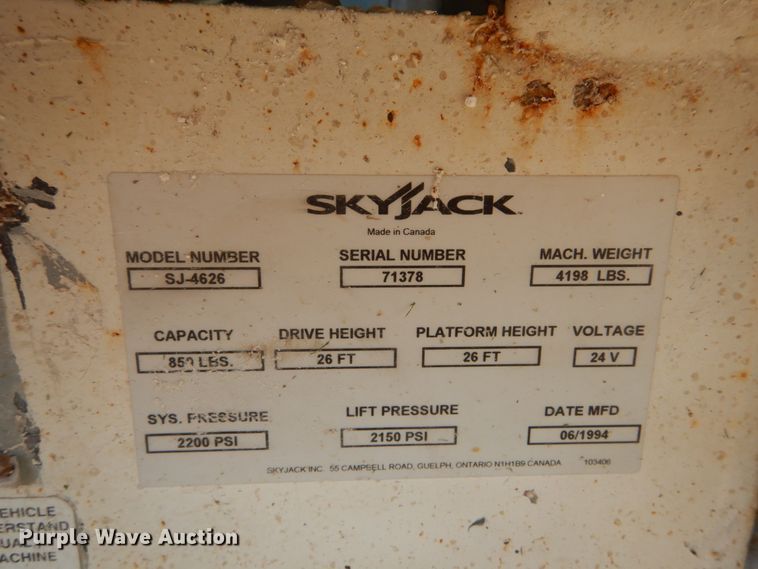 SKYJACK
Made in Canada
MODEL NUMBER SERIAL NUMBER MACH. WEIGHT
SJ-4626 71378 4198 LBS.
CAPACITY DRIVE HEIGHT PLATFORM HEIGHT VOLTAGE
850 LBS. 26 FT 26 FT 24 V
SYS. PRESSURE LIFT PRESSURE DATE MFD
2200 PSI 2150 PSI 06/1994
SKYJACK INC. 55 CAMPBELL ROAD, GUELPH, ONTARIO N1H1B9 CANADA 103406
EHICLE
ERSTAND
ACHINE
Purple Wave Auction